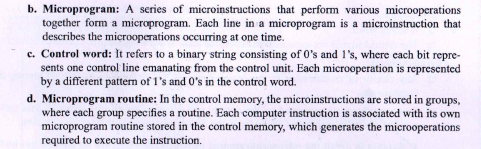 b. Microprogram: A series of microinstructions that perform various microoperations
together form a microprogram. Each line in a microprogram is a microinstruction that
describes the microoperations occurring at one time.
c. Control word: It refers to a binary string consisting of 0's and 1's, where each bit repre-
sents one control line emanating from the control unit. Each microoperation is represented
by a different pattern of 1's and 0's in the control word.
d. Microprogram routine: In the control memory, the microinstructions are stored in groups,
where each group specifies a routine. Each computer instruction is associated with its own
microprogram routine stored in the control memory, which generates the microoperations
required to execute the instruction.